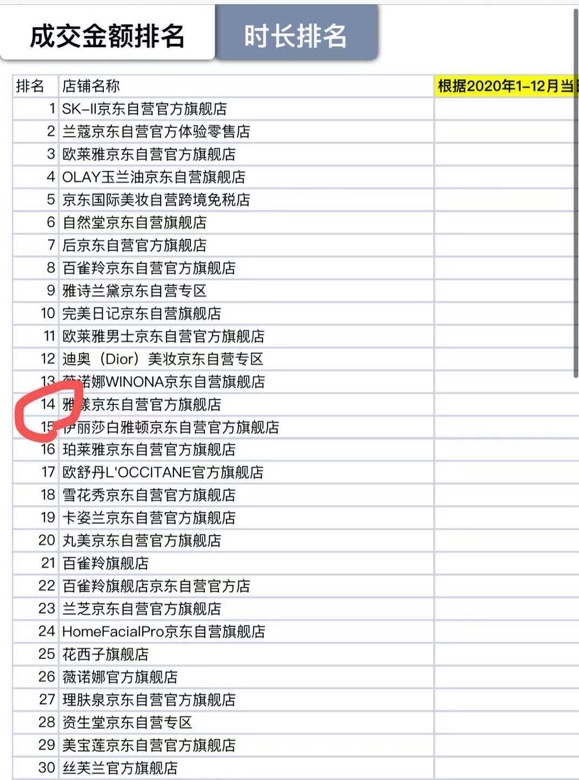 成交金额排名 时长排名
排名 店铺名称 根据2020年1-12月当
1 SK-II京东自营官方旗舰店
2 兰蔻京东自营官方体验零售店
3 欧莱雅京东自营官方旗舰店
4 OLAY玉兰油京东自营官方旗舰店
5 京东国际美妆自营跨境免税店
6 自然堂京东自营旗舰店
7 后京东自营官方旗舰店
8 百雀羚京东自营官方旗舰店
9 雅诗兰黛京东自营专区
10 完美日记京东自营旗舰店
11 欧莱雅男士京东自营官方旗舰店
12 迪奥（Dior）美妆京东自营专区
13 薇诺娜WINONA京东自营旗舰店
14 雅漾京东自营官方旗舰店
15 伊丽莎白雅顿京东自营官方旗舰店
16 珀莱雅京东自营官方旗舰店
17 欧舒丹L'OCCITANE官方旗舰店
18 雪花秀京东自营官方旗舰店
19 卡姿兰京东自营官方旗舰店
20 丸美京东自营官方旗舰店
21 百雀羚旗舰店
22 百雀羚旗舰店京东自营官方店
23 兰芝京东自营官方旗舰店
24 HomeFacialPro京东自营旗舰店
25 花西子旗舰店
26 薇诺娜官方旗舰店
27 理肤泉京东自营官方旗舰店
28 资生堂京东自营专区
29 美宝莲京东自营官方旗舰店
30 丝芙兰官方旗舰店